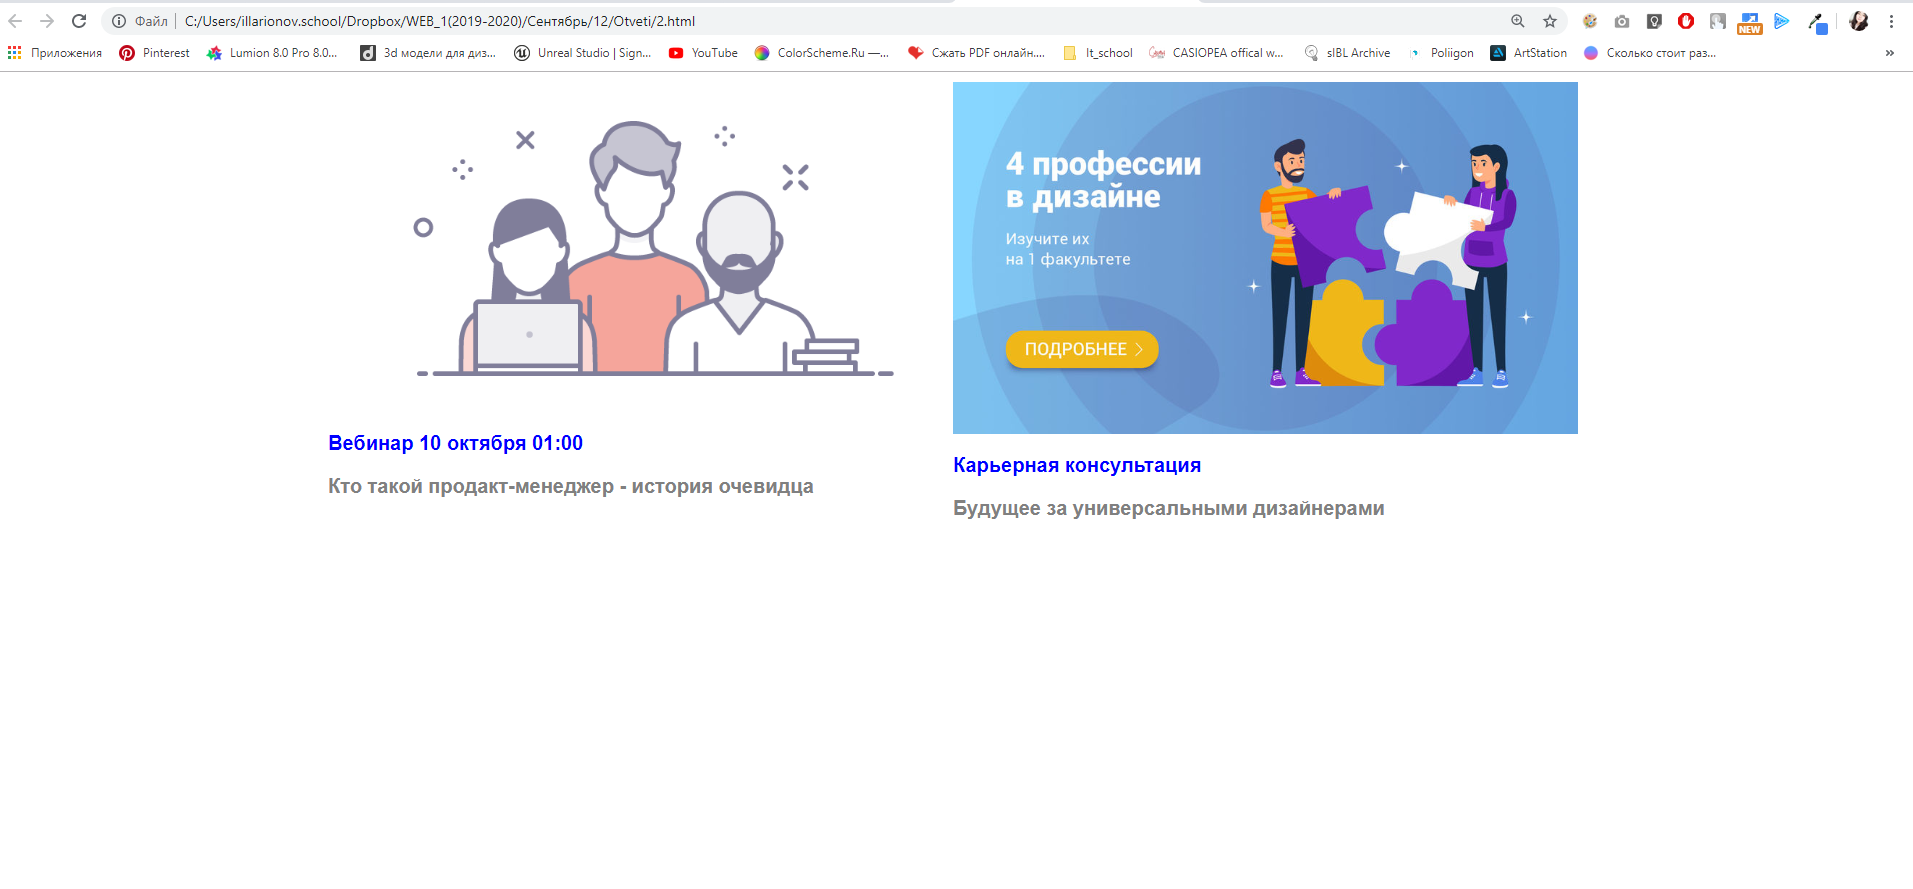 Файл
C:/Users/illarionov.school/Dropbox/WEB_1(2019-2020)/Сентябрь/12/Otveti/2.html
NEW
Приложения
Pinterest
Lumion 8.0 Pro 8.0...
3d модели для диз...
Unreal Studio | Sign...
YouTube
ColorScheme.Ru —...
Сжать PDF онлайн....
It_school
CASIOPEA offical w...
sIBL Archive
Poliigon
ArtStation
Сколько стоит раз...
»
4 профессии
в дизайне
Изучите их
на 1 факультете
ПОДРОБНЕЕ
Вебинар 10 октября 01:00
Кто такой продакт-менеджер - история очевидца
Карьерная консультация
Будущее за универсальными дизайнерами